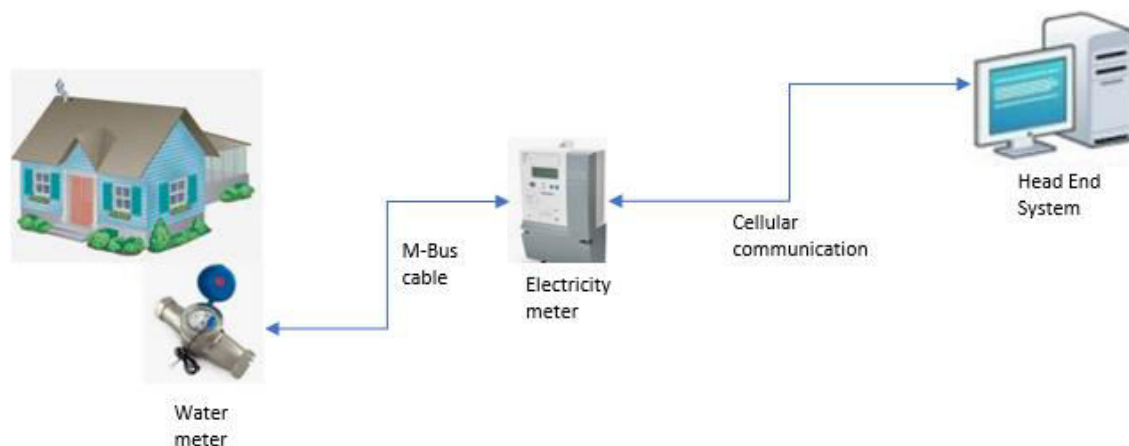 Head End
System
Cellular
communication
M-Bus
cable
Electricity
meter
Water
meter